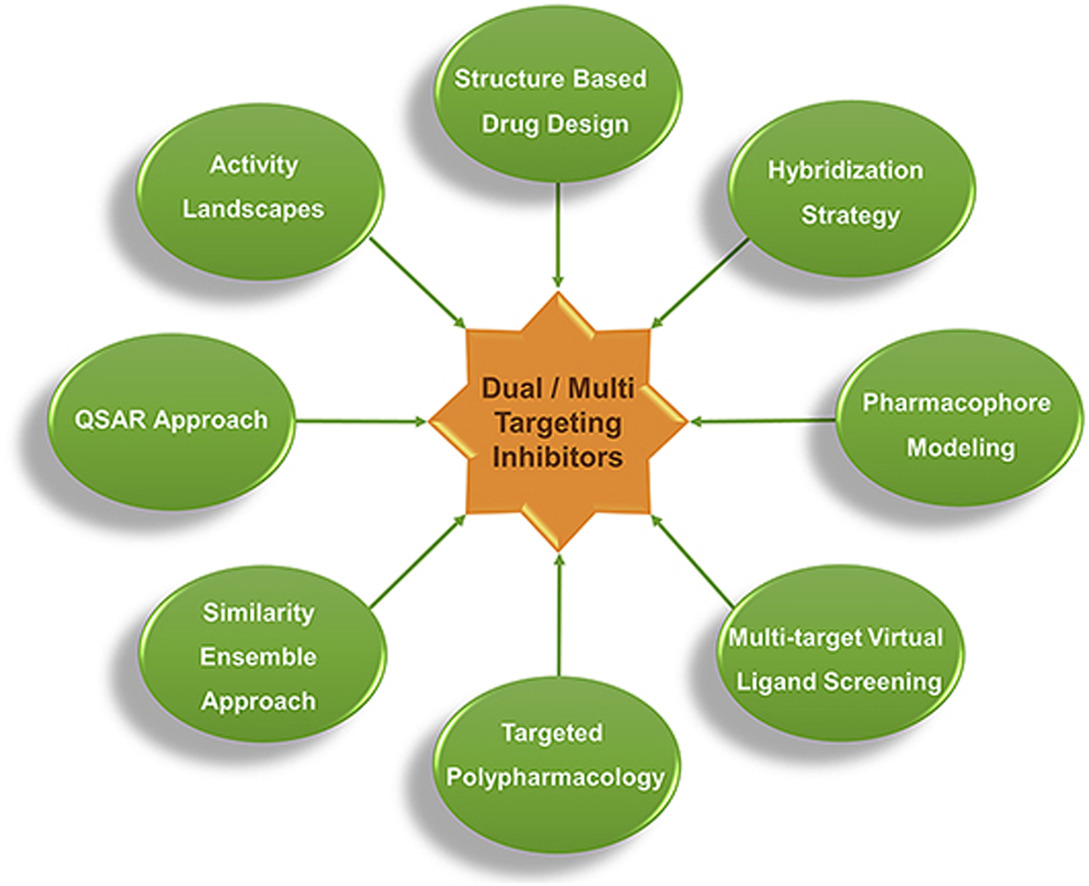 Structure Based
Drug Design
Activity
Landscapes
Hybridization
Strategy
Dual / Multi
Targeting
Inhibitors
QSAR Approach
Pharmacophore
Modeling
Similarity
Ensemble
Approach
Multi-target Virtual
Ligand Screening
Targeted
Polypharmacology